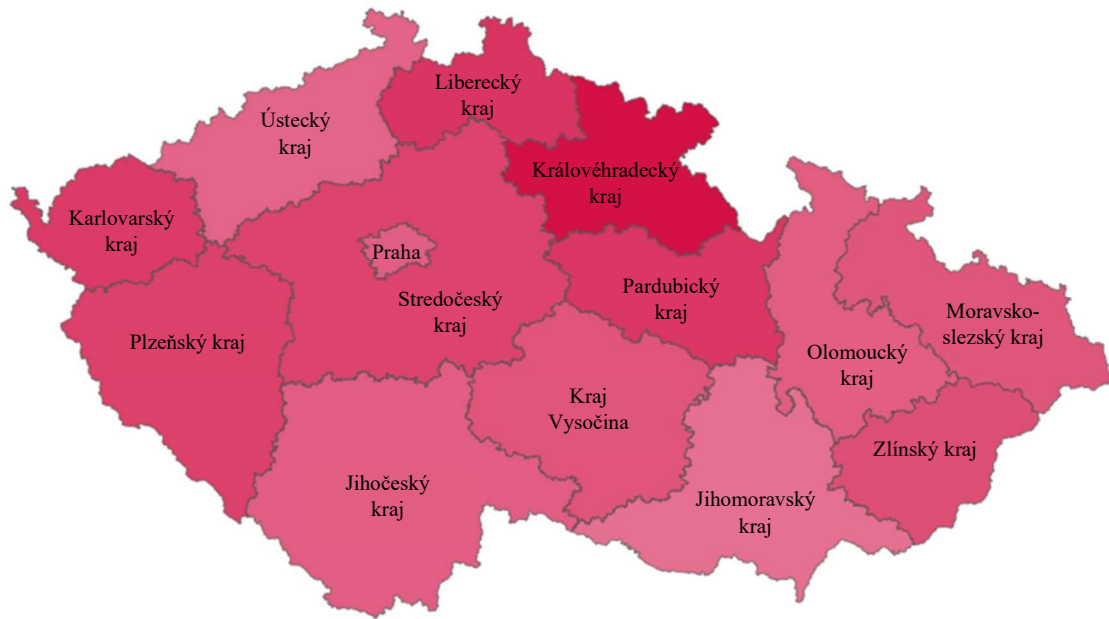 Liberecký
kraj
Ústecký
kraj
Královéhradecký
kraj
Karlovarský
kraj
Praha
Stredočeský
kraj
Pardubický
kraj
Moravsko-
slezský kraj
Plzeňský kraj
Olomoucký
kraj
Kraj
Vysočina
Zlínský kraj
Jihočeský
kraj
Jihomoravský
kraj